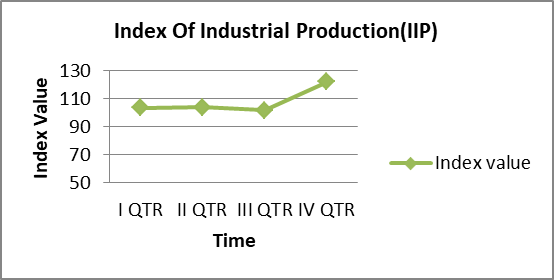 Index Of Industrial Production(IIP)
Index Value
130
110
90
70
50
I QTR II QTR III QTR IV QTR
Time
Index value